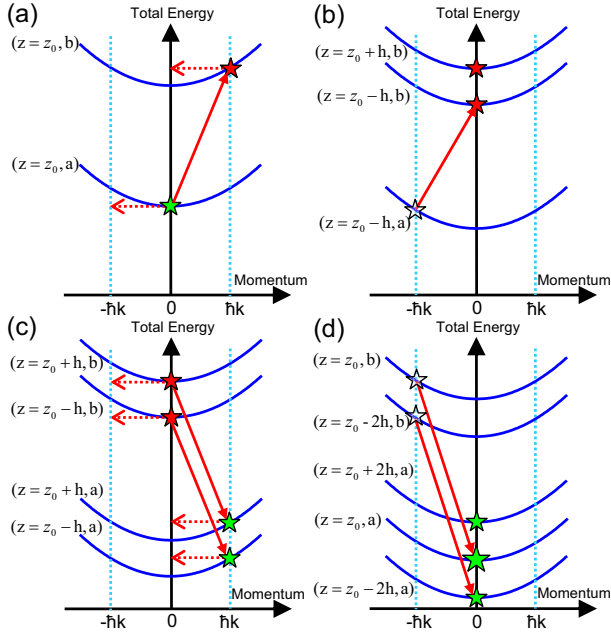 (a)
Total Energy
(z = z₀, b)
(z = z₀, a)
Momentum
-ħk 0 ħk
(b)
Total Energy
(z = z₀ + h, b)
(z = z₀ − h, b)
(z = z₀ − h, a)
Momentum
-ħk 0 ħk
(c)
Total Energy
(z = z₀ + h, b)
(z = z₀ − h, b)
(z = z₀ + h, a)
(z = z₀ − h, a)
Momentum
-ħk 0 ħk
(d)
Total Energy
(z = z₀, b)
(z = z₀ - 2h, b)
(z = z₀ + 2h, a)
(z = z₀, a)
(z = z₀ − 2h, a)
Momentum
-ħk 0 ħk